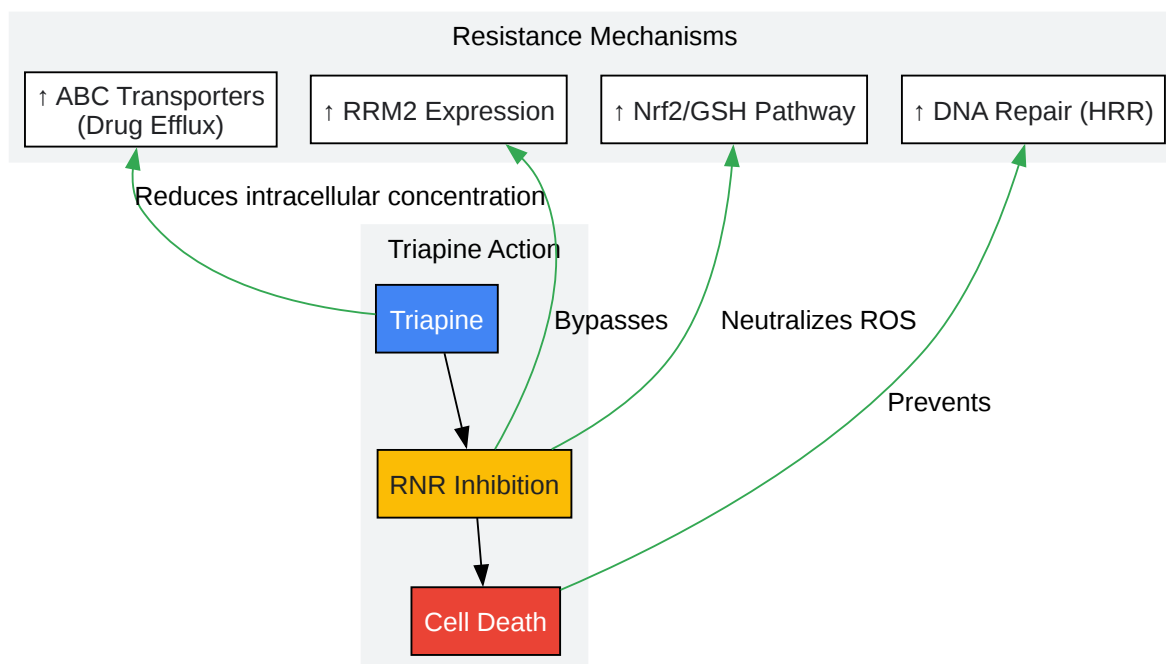 Resistance Mechanisms
↑ ABC Transporters
(Drug Efflux)
↑ RRM2 Expression
↑ Nrf2/GSH Pathway
↑ DNA Repair (HRR)
Reduces intracellular concentration
Triapine Action
Triapine
Bypasses
Neutralizes ROS
Prevents
RNR Inhibition
Cell Death